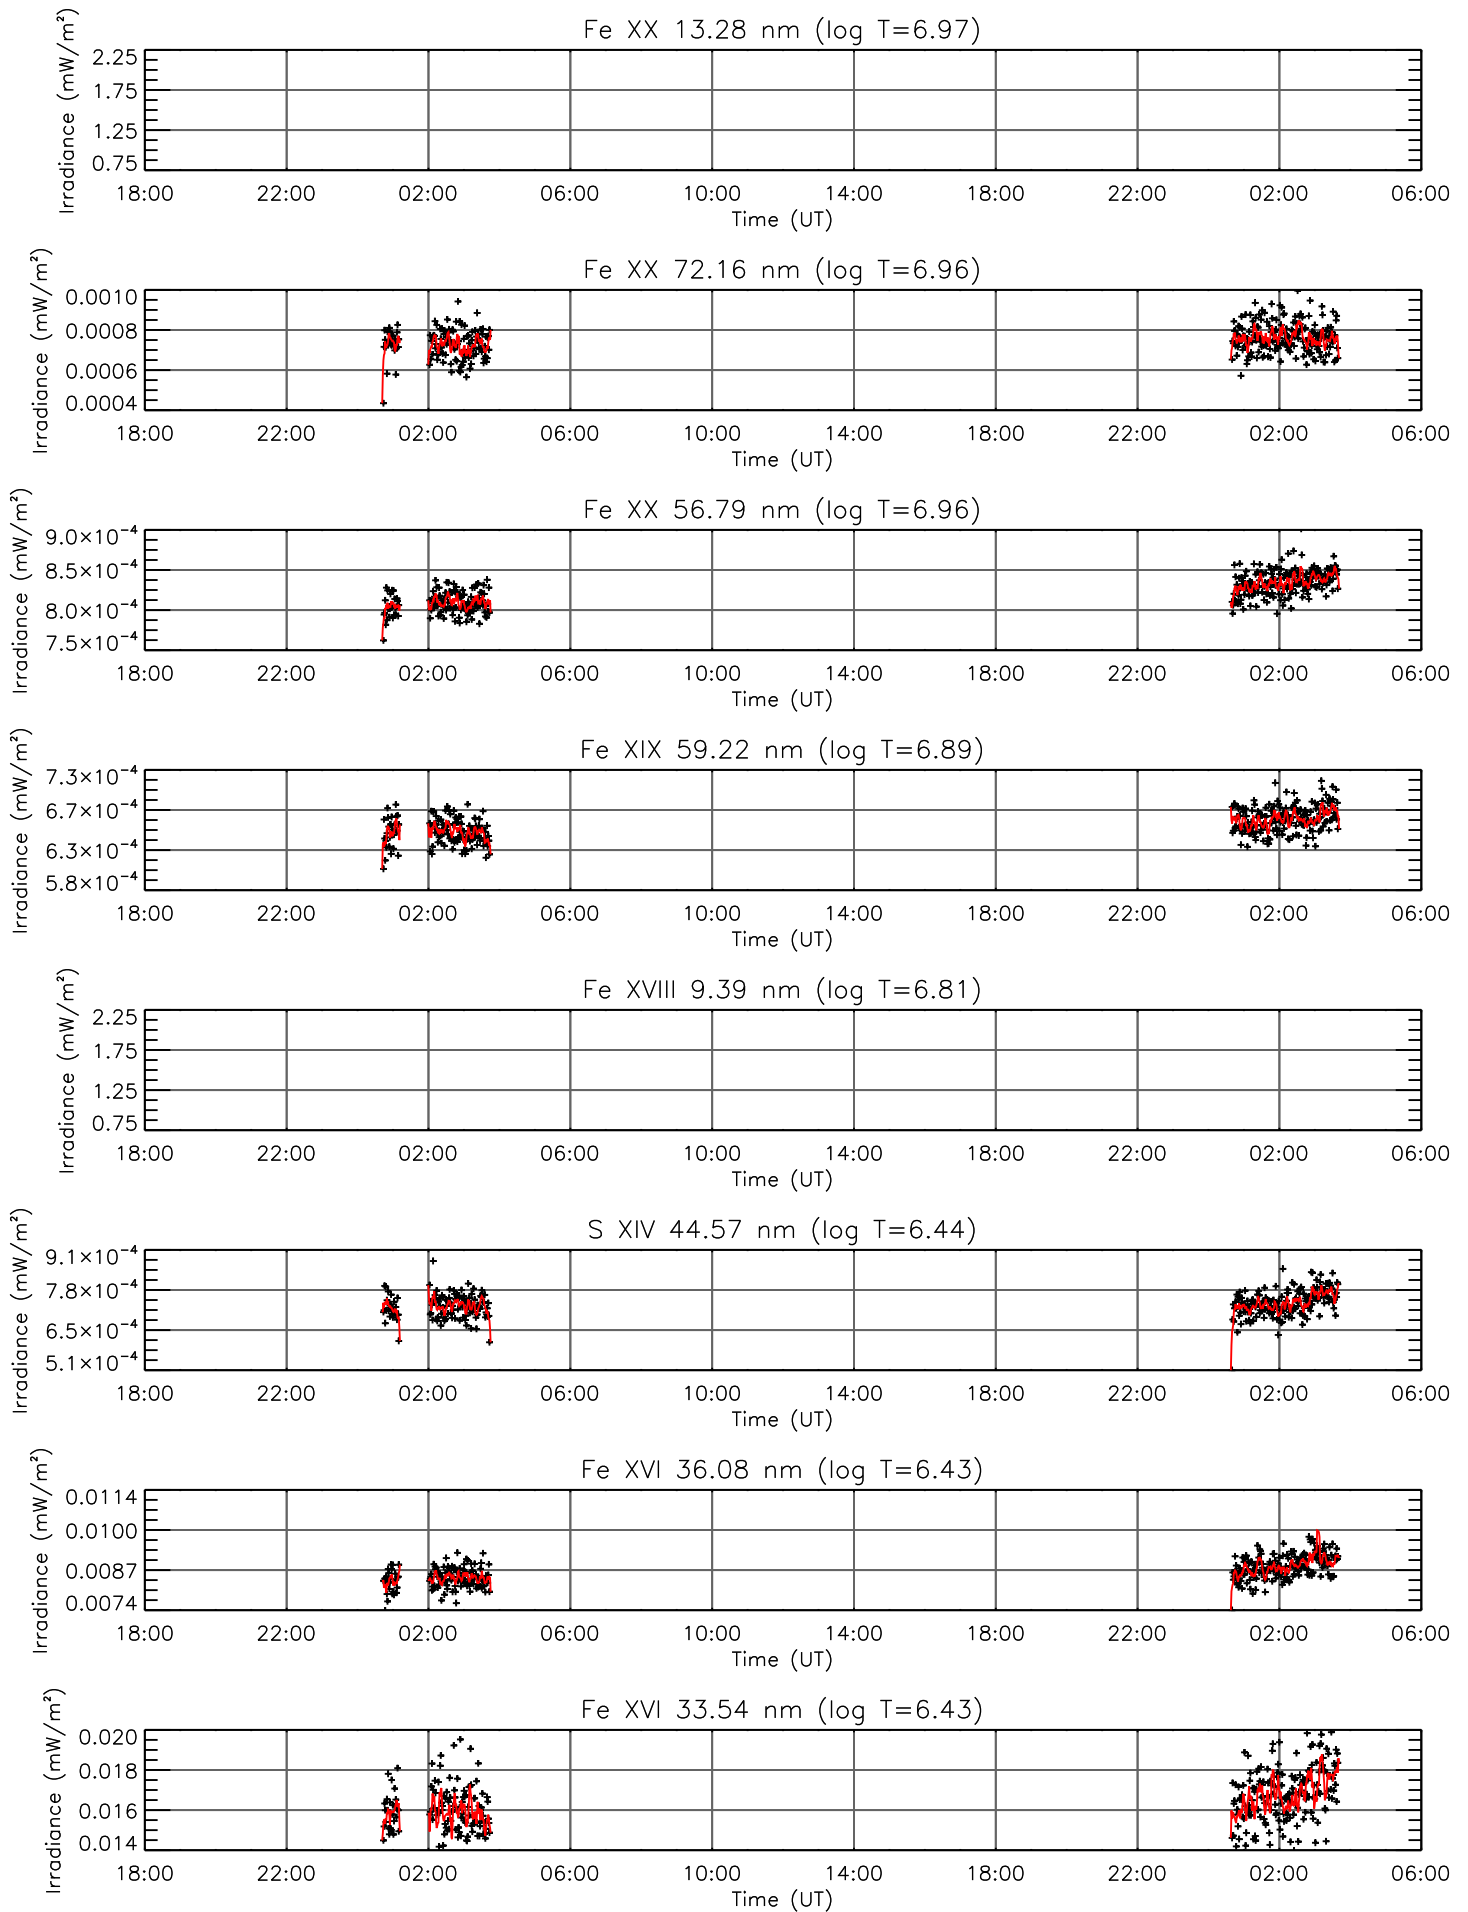 Fe XX 13.28 nm (log T=6.97)
Irradiance (mW/m²)
2.25
1.75
1.25
0.75
18:00 22:00 02:00 06:00 10:00 14:00 18:00 22:00 02:00 06:00
Time (UT)
Fe XX 72.16 nm (log T=6.96)
Irradiance (mW/m²)
0.0010
0.0008
0.0006
0.0004
18:00 22:00 02:00 06:00 10:00 14:00 18:00 22:00 02:00 06:00
Time (UT)
Fe XX 56.79 nm (log T=6.96)
Irradiance (mW/m²)
9.0×10⁻⁴
8.5×10⁻⁴
8.0×10⁻⁴
7.5×10⁻⁴
18:00 22:00 02:00 06:00 10:00 14:00 18:00 22:00 02:00 06:00
Time (UT)
Fe XIX 59.22 nm (log T=6.89)
Irradiance (mW/m²)
7.3×10⁻⁴
6.7×10⁻⁴
6.3×10⁻⁴
5.8×10⁻⁴
18:00 22:00 02:00 06:00 10:00 14:00 18:00 22:00 02:00 06:00
Time (UT)
Fe XVIII 9.39 nm (log T=6.81)
Irradiance (mW/m²)
2.25
1.75
1.25
0.75
18:00 22:00 02:00 06:00 10:00 14:00 18:00 22:00 02:00 06:00
Time (UT)
S XIV 44.57 nm (log T=6.44)
Irradiance (mW/m²)
9.1×10⁻⁴
7.8×10⁻⁴
6.5×10⁻⁴
5.1×10⁻⁴
18:00 22:00 02:00 06:00 10:00 14:00 18:00 22:00 02:00 06:00
Time (UT)
Fe XVI 36.08 nm (log T=6.43)
Irradiance (mW/m²)
0.0114
0.0100
0.0087
0.0074
18:00 22:00 02:00 06:00 10:00 14:00 18:00 22:00 02:00 06:00
Time (UT)
Fe XVI 33.54 nm (log T=6.43)
Irradiance (mW/m²)
0.020
0.018
0.016
0.014
18:00 22:00 02:00 06:00 10:00 14:00 18:00 22:00 02:00 06:00
Time (UT)